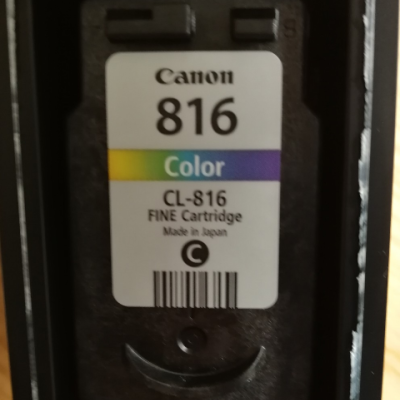 Canon
816
Color
CL-816
FINE Cartridge
Made in Japan
C